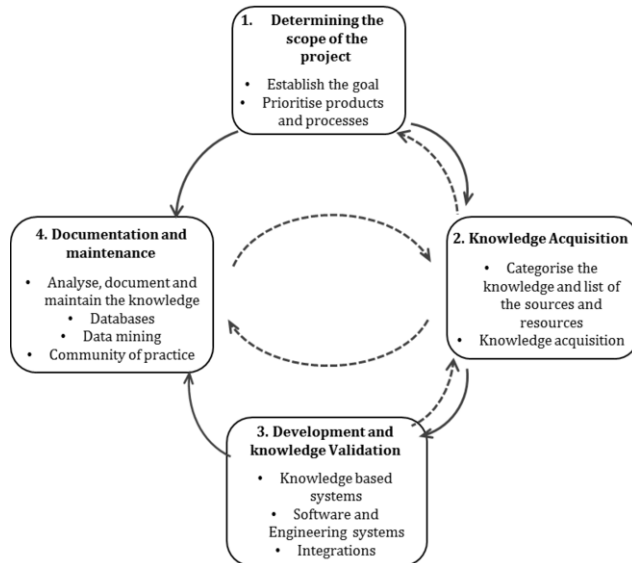 1. Determining the
scope of the
project
• Establish the goal
• Prioritise products
and processes
4. Documentation and
maintenance
• Analyse, document and
maintain the knowledge
• Databases
• Data mining
• Community of practice
2. Knowledge Acquisition
• Categorise the
knowledge and list of
the sources and
resources
• Knowledge acquisition
3. Development and
knowledge Validation
• Knowledge based
systems
• Software and
Engineering systems
• Integrations